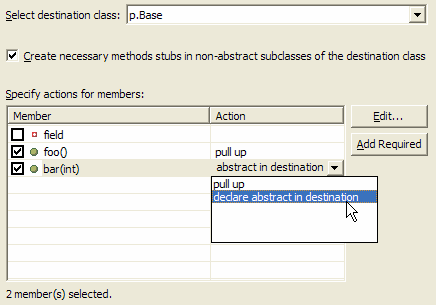 Select destination class: p.Base
Create necessary methods stubs in non-abstract subclasses of the destination class
Specify actions for members:
Member Action
field
foo() pull up
bar(int) abstract in destination
pull up
declare abstract in destination
Edit...
Add Required
2 member(s) selected.